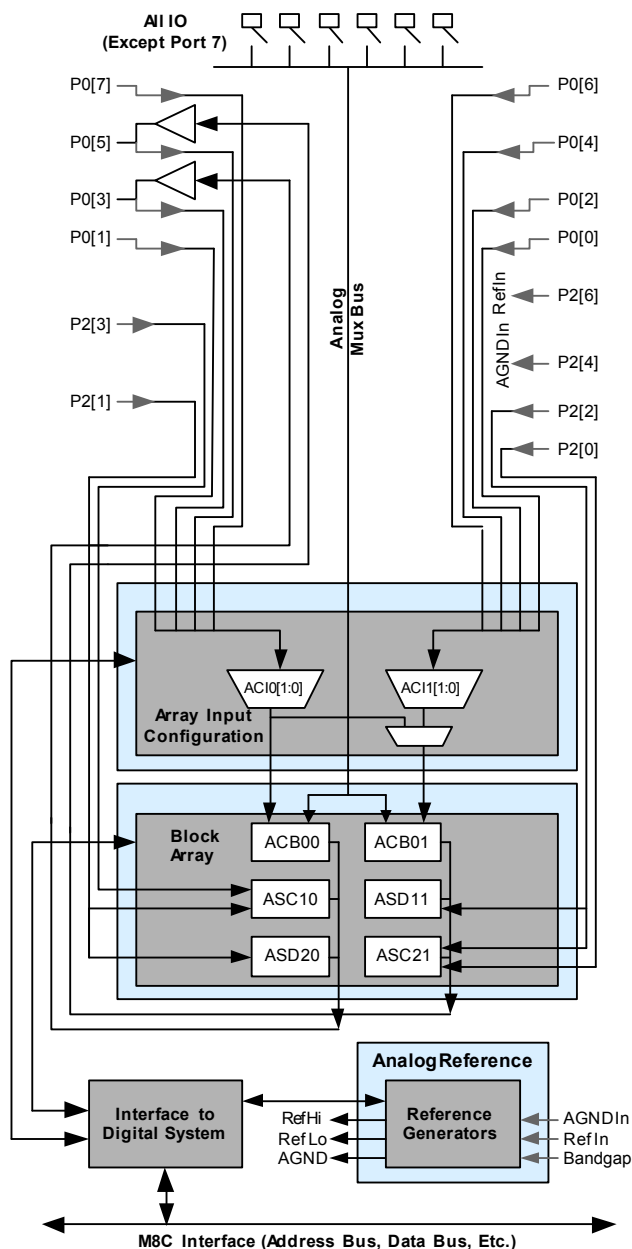 All IO
(Except Port 7)
P0[7]
P0[6]
P0[5]
P0[4]
P0[3]
P0[2]
P0[1]
P0[0]
P2[6]
AGNDIn RefIn
Analog
Mux Bus
P2[3]
P2[4]
P2[1]
P2[2]
P2[0]
ACI0[1:0]
ACI1[1:0]
Array Input
Configuration
Block
Array
ACB00
ACB01
ASC10
ASD11
ASD20
ASC21
Analog Reference
Interface to
Digital System
RefHi
RefLo
AGND
Reference
Generators
AGNDIn
RefIn
Bandgap
M8C Interface (Address Bus, Data Bus, Etc.)